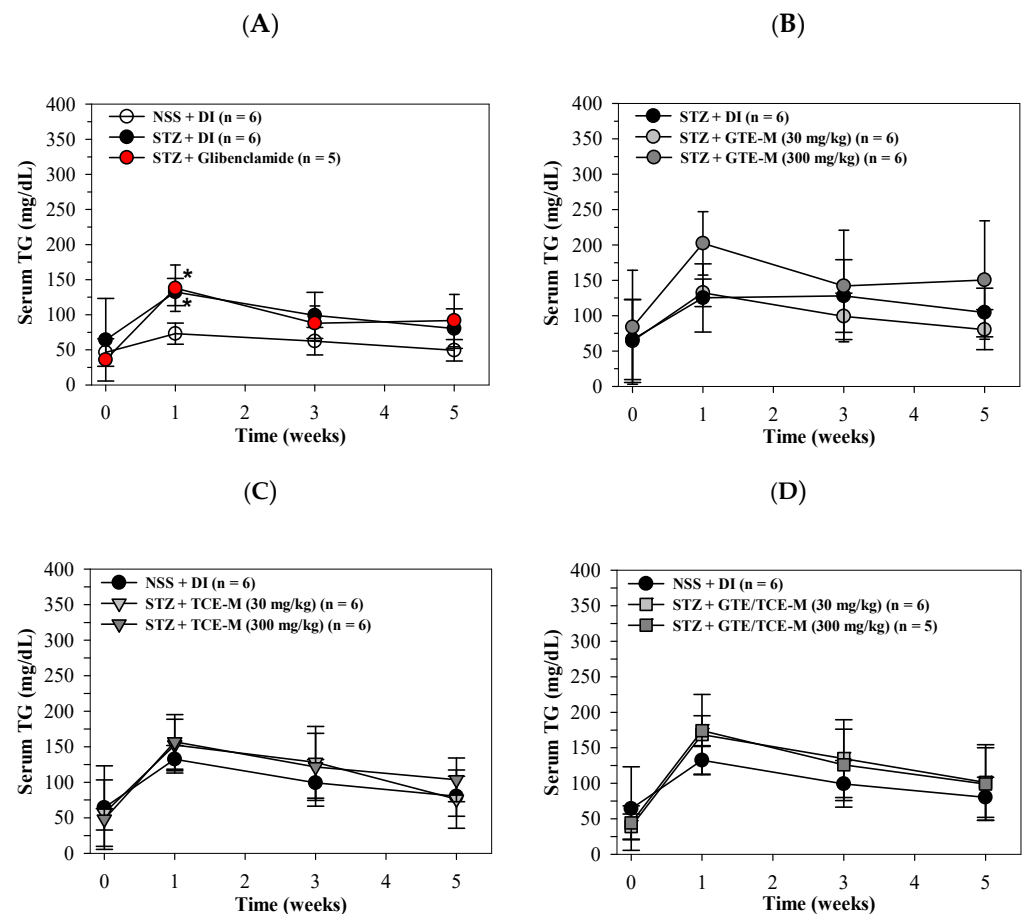 (A)
400
350
300
250
200
150
100
50
0
Serum TG (mg/dL)
NSS + DI (n = 6)
STZ + DI (n = 6)
STZ + Glibenclamide (n = 5)
*
*
0 1 2 3 4 5
Time (weeks)
(B)
400
350
300
250
200
150
100
50
0
Serum TG (mg/dL)
STZ + DI (n = 6)
STZ + GTE-M (30 mg/kg) (n = 6)
STZ + GTE-M (300 mg/kg) (n = 6)
0 1 2 3 4 5
Time (weeks)
(C)
400
350
300
250
200
150
100
50
0
Serum TG (mg/dL)
NSS + DI (n = 6)
STZ + TCE-M (30 mg/kg) (n = 6)
STZ + TCE-M (300 mg/kg) (n = 6)
0 1 2 3 4 5
Time (weeks)
(D)
400
350
300
250
200
150
100
50
0
Serum TG (mg/dL)
NSS + DI (n = 6)
STZ + GTE/TCE-M (30 mg/kg) (n = 6)
STZ + GTE/TCE-M (300 mg/kg) (n = 5)
0 1 2 3 4 5
Time (weeks)